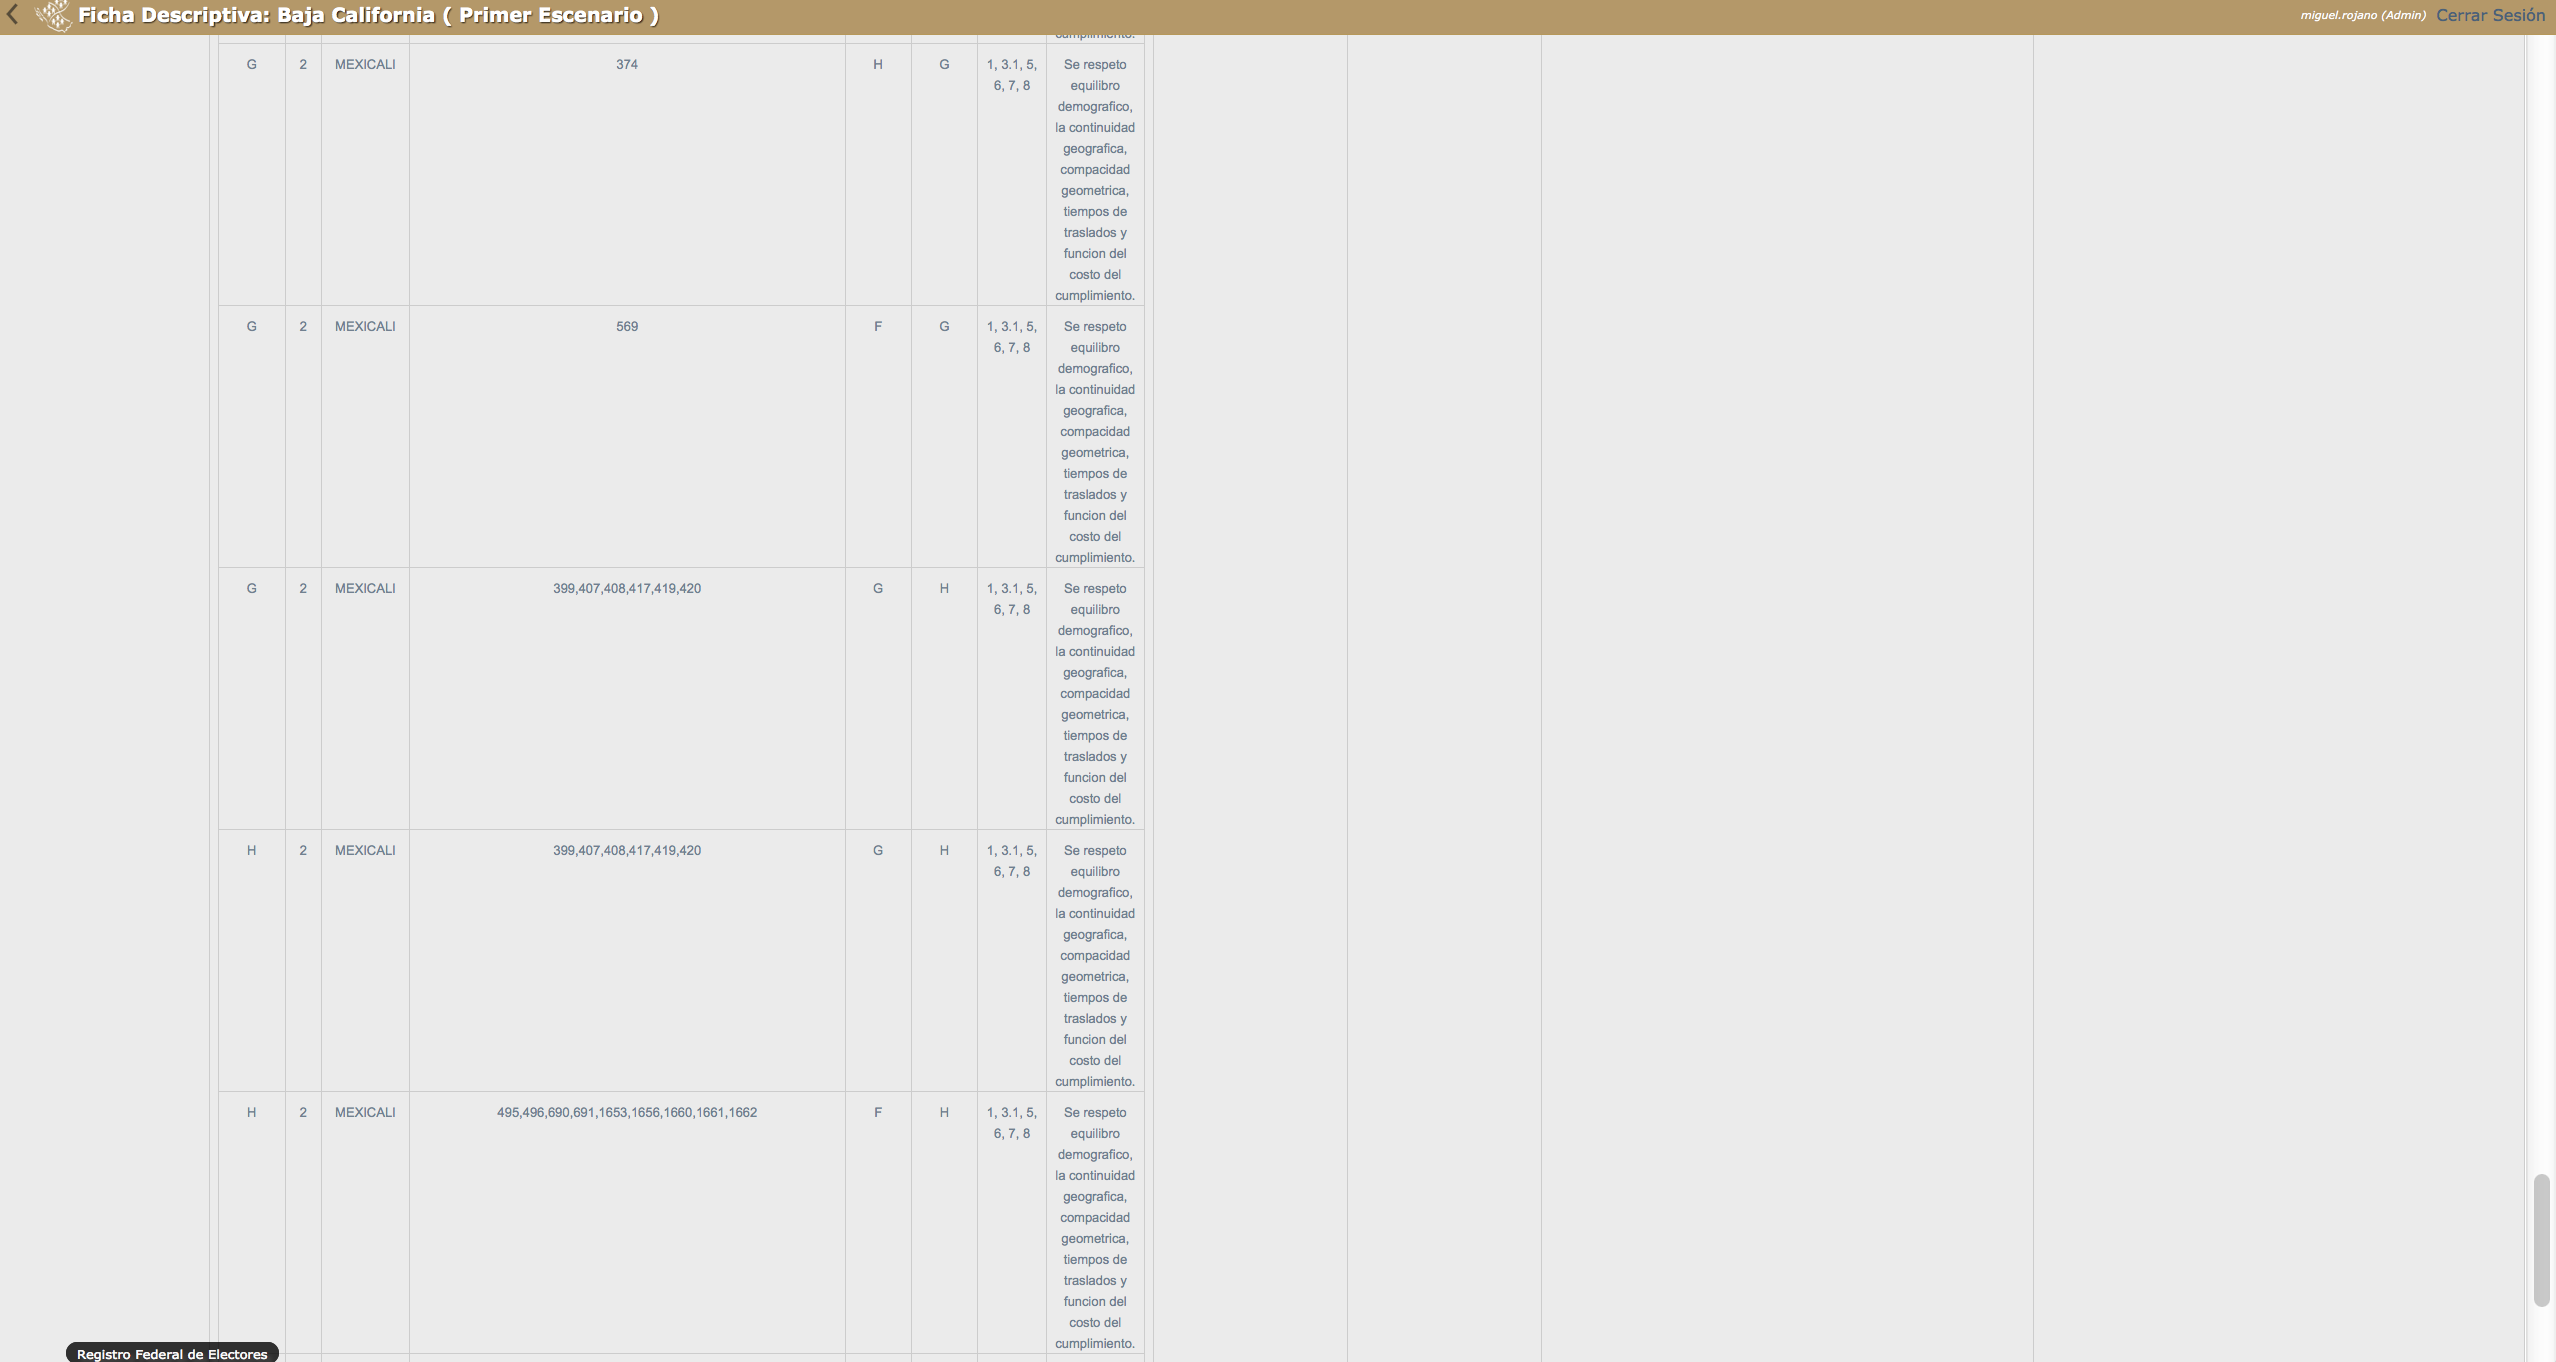 Ficha Descriptiva: Baja California ( Primer Escenario )
miguel.rojano (Admin) Cerrar Sesión
cumplimiento.
G 2 MEXICALI 374 H G 1, 3.1, 5, Se respeto
6, 7, 8 equilibro
demografico,
la continuidad
geografica,
compacidad
geometrica,
tiempos de
traslados y
funcion del
costo del
cumplimiento.
G 2 MEXICALI 569 F G 1, 3.1, 5, Se respeto
6, 7, 8 equilibro
demografico,
la continuidad
geografica,
compacidad
geometrica,
tiempos de
traslados y
funcion del
costo del
cumplimiento.
G 2 MEXICALI 399,407,408,417,419,420 G H 1, 3.1, 5, Se respeto
6, 7, 8 equilibro
demografico,
la continuidad
geografica,
compacidad
geometrica,
tiempos de
traslados y
funcion del
costo del
cumplimiento.
H 2 MEXICALI 399,407,408,417,419,420 G H 1, 3.1, 5, Se respeto
6, 7, 8 equilibro
demografico,
la continuidad
geografica,
compacidad
geometrica,
tiempos de
traslados y
funcion del
costo del
cumplimiento.
H 2 MEXICALI 495,496,690,691,1653,1656,1660,1661,1662 F H 1, 3.1, 5, Se respeto
6, 7, 8 equilibro
demografico,
la continuidad
geografica,
compacidad
geometrica,
tiempos de
traslados y
funcion del
costo del
cumplimiento.
Registro Federal de Electores